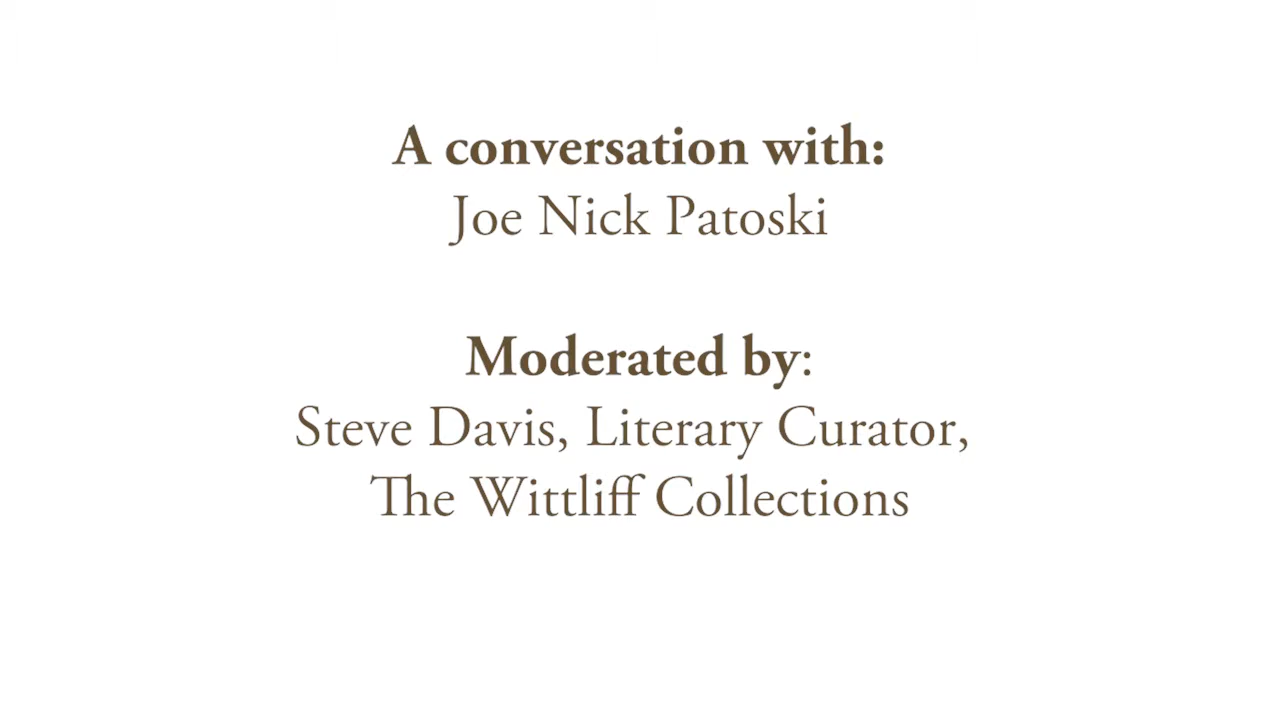 A conversation with:
Joe Nick Patoski
Moderated by:
Steve Davis, Literary Curator,
The Wittliff Collections